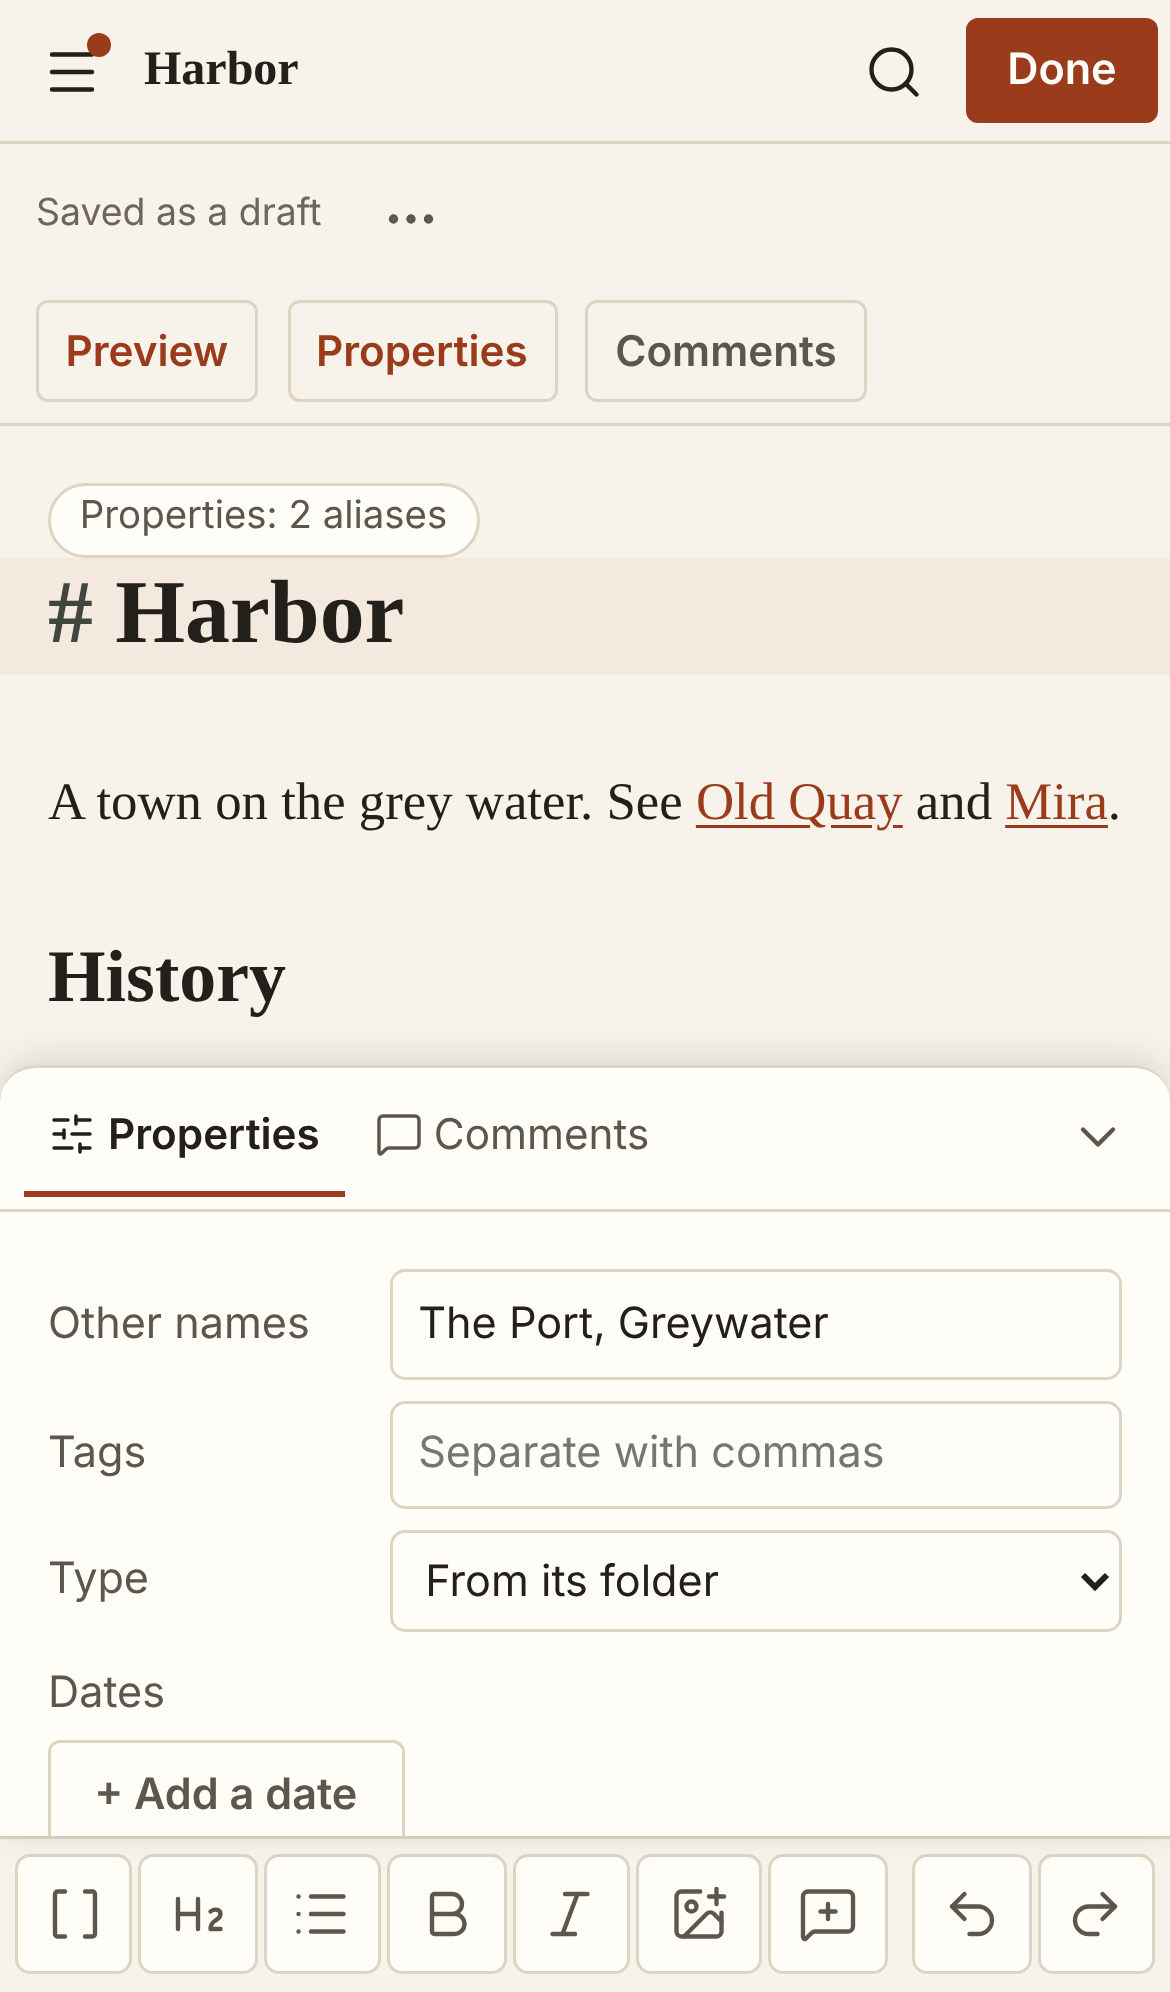 Harbor
Done
Saved as a draft
Preview Properties Comments
Properties: 2 aliases
# Harbor
A town on the grey water. See Old Quay and Mira.
History
Properties Comments
Other names The Port, Greywater
Tags Separate with commas
Type From its folder
Dates
+ Add a date
[ ] H2 B I